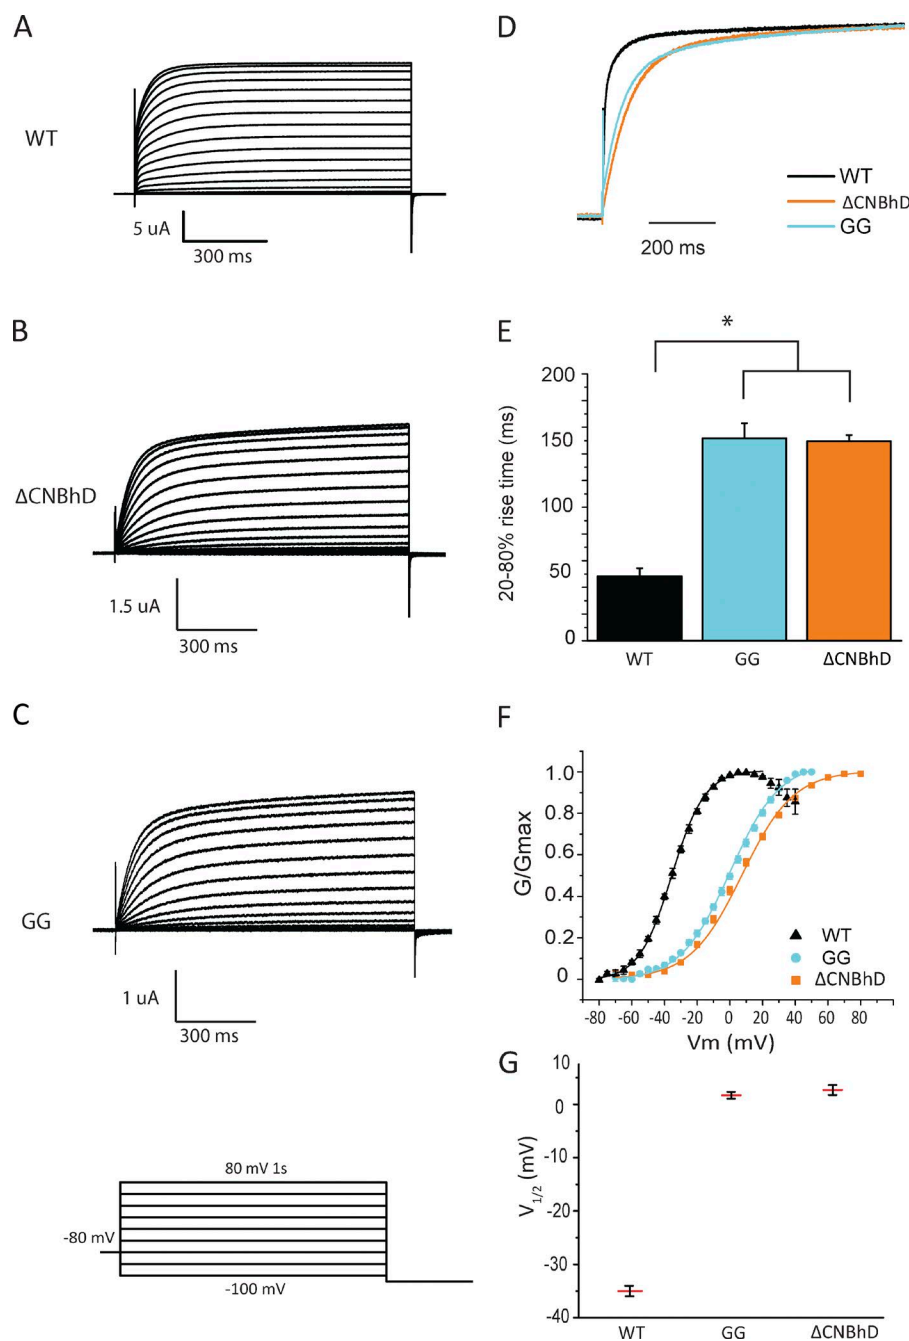 A
WT
5 uA
300 ms
B
ΔCNBhD
1.5 uA
300 ms
C
GG
1 uA
300 ms
80 mV 1s
-80 mV
-100 mV
D
WT
ΔCNBhD
GG
200 ms
E
*
20-80% rise time (ms)
200
150
100
50
0
WT GG ΔCNBhD
F
G/Gmax
1.0
0.8
0.6
0.4
0.2
0
WT
GG
ΔCNBhD
-80 -60 -40 -20 0 20 40 60 80
Vm (mV)
G
V1/2 (mV)
10
0
-10
-20
-30
-40
WT GG ΔCNBhD